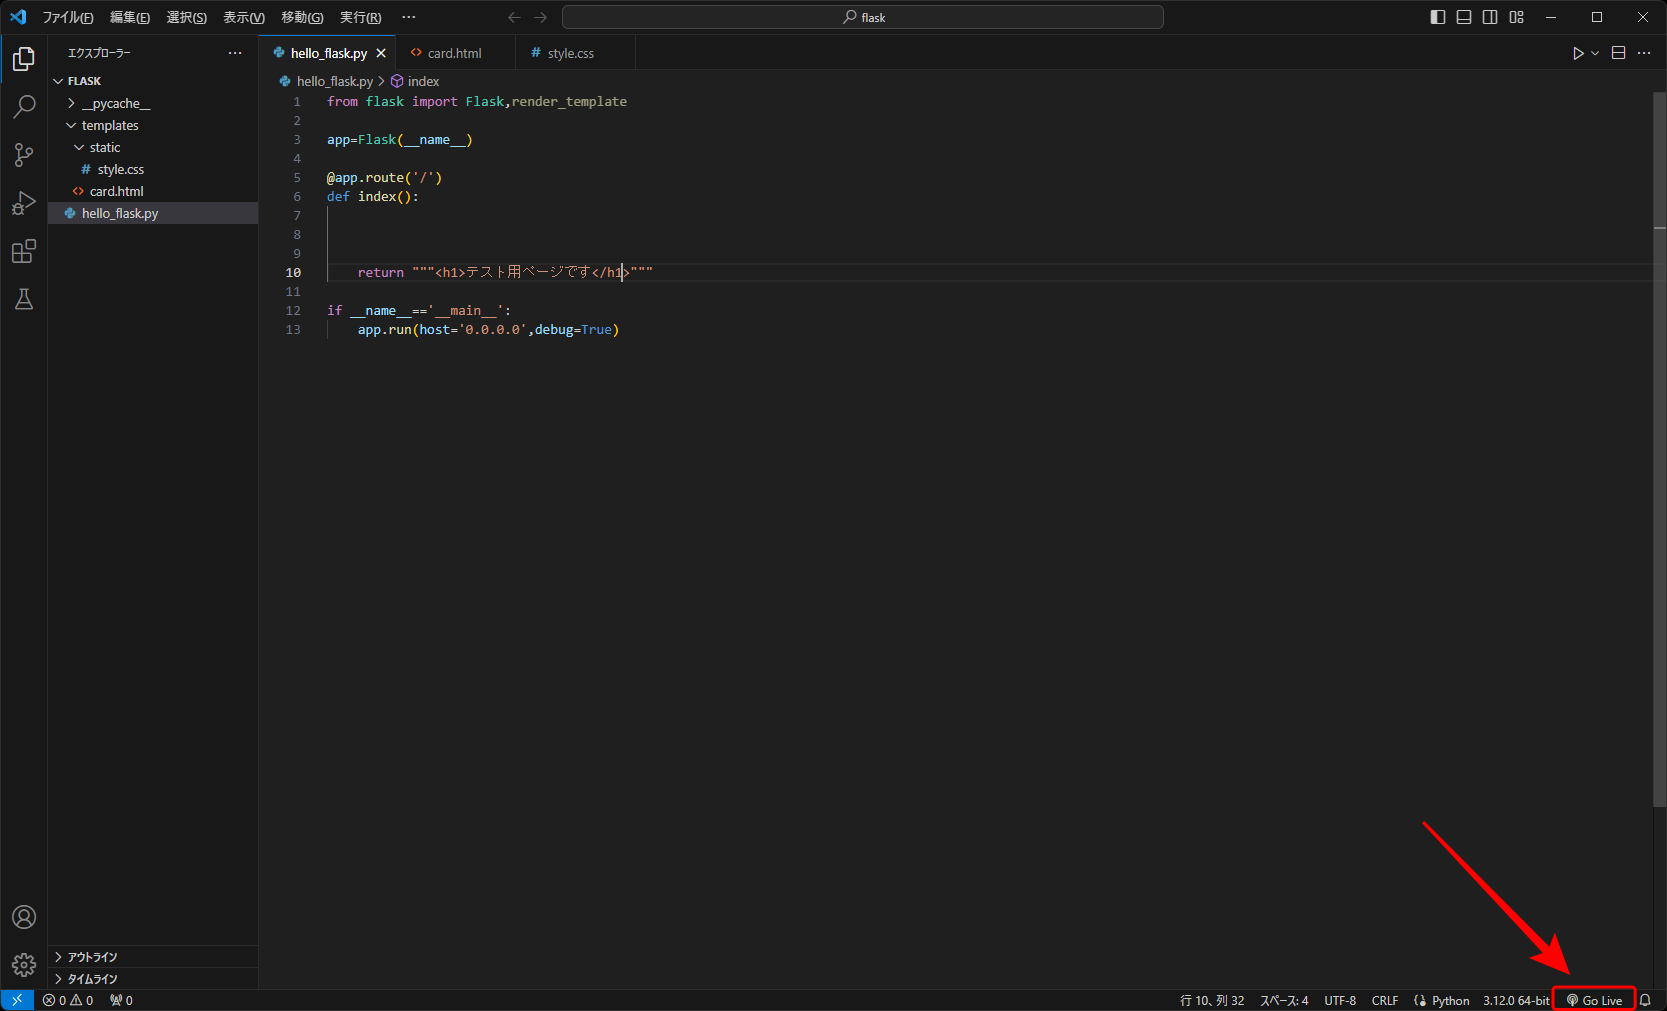 ファイル(F) 編集(E) 選択(S) 表示(V) 移動(G) 実行(R) ··· flask
エクスプローラー ···
FLASK
__pycache__
templates
static
# style.css
<> card.html
hello_flask.py
アウトライン
タイムライン
hello_flask.py <> card.html # style.css
hello_flask.py > index
1 from flask import Flask,render_template
2
3 app=Flask(__name__)
4
5 @app.route('/')
6 def index():
7
8
9
10 return """<h1>テスト用ページです</h1>"""
11
12 if __name__=='__main__':
13 app.run(host='0.0.0.0',debug=True)
0 0 0 行 10、列 32 スペース: 4 UTF-8 CRLF Python 3.12.0 64-bit Go Live